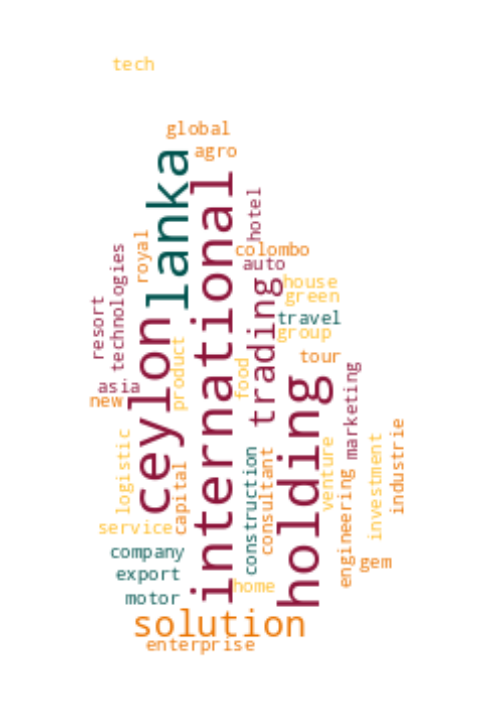 tech
global
agro
lanka
international
hotel
royal
colombo
technologies
auto
house
green
resort
trading
travel
group
ceylon
product
tour
food
asia
new
holding
marketing
logistic
capital
construction
consultant
venture
engineering
investment
industrie
service
company
gem
export
home
motor
solution
enterprise